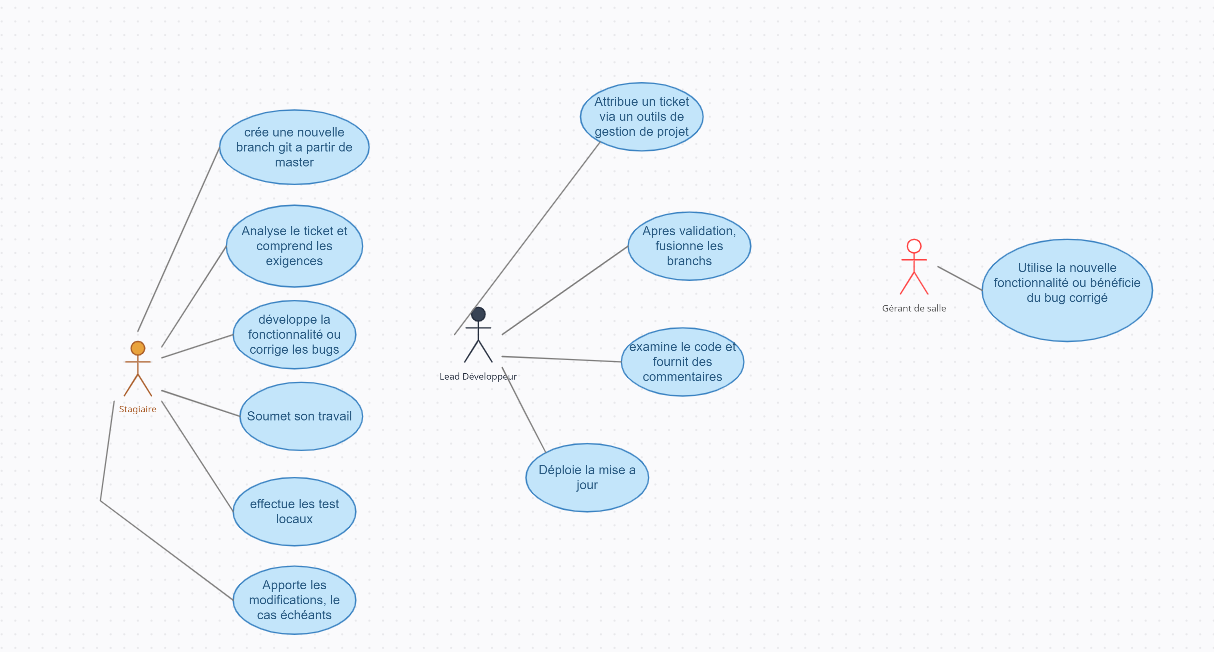 crée une nouvelle
branch git a partir de
master
Analyse le ticket et
comprend les
exigences
développe la
fonctionnalité ou
corrige les bugs
Stagiaire
Soumet son travail
effectue les test
locaux
Apporte les
modifications, le
cas échéants
Attribue un ticket
via un outils de
gestion de projet
Apres validation,
fusionne les
branchs
Lead Développeur
examine le code et
fournit des
commentaires
Déploie la mise a
jour
Gérant de salle
Utilise la nouvelle
fonctionnalité ou bénéficie
du bug corrigé